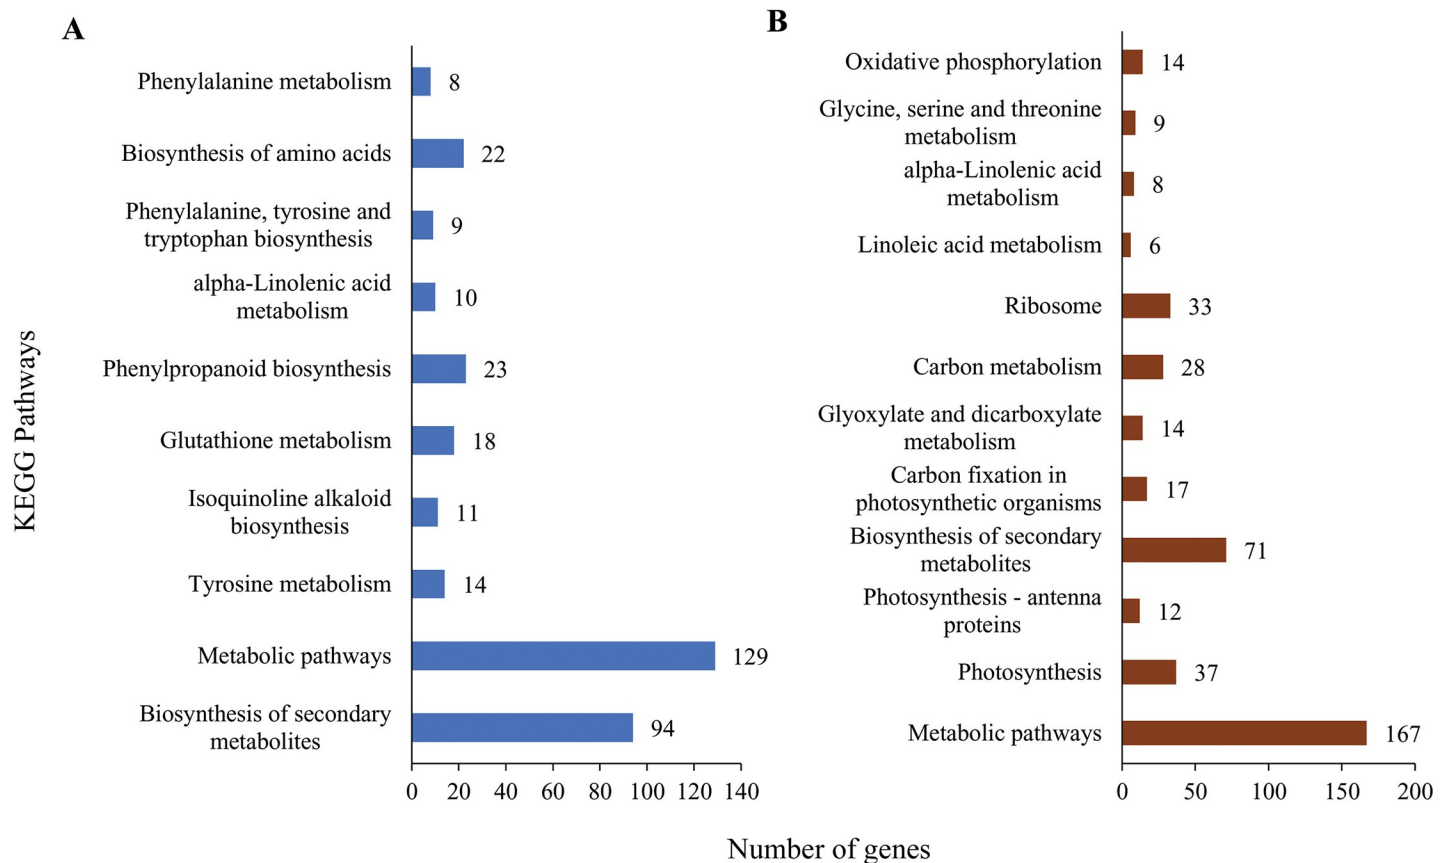 A
Phenylalanine metabolism
8
Biosynthesis of amino acids
22
Phenylalanine, tyrosine and
tryptophan biosynthesis
9
alpha-Linolenic acid
metabolism
10
Phenylpropanoid biosynthesis
23
Glutathione metabolism
18
Isoquinoline alkaloid
biosynthesis
11
Tyrosine metabolism
14
Metabolic pathways
129
Biosynthesis of secondary
metabolites
94
0 20 40 60 80 100 120 140
KEGG Pathways
B
Oxidative phosphorylation
14
Glycine, serine and threonine
metabolism
9
alpha-Linolenic acid
metabolism
8
Linoleic acid metabolism
6
Ribosome
33
Carbon metabolism
28
Glyoxylate and dicarboxylate
metabolism
14
Carbon fixation in
photosynthetic organisms
17
Biosynthesis of secondary
metabolites
71
Photosynthesis - antenna
proteins
12
Photosynthesis
37
Metabolic pathways
167
0 50 100 150 200
Number of genes